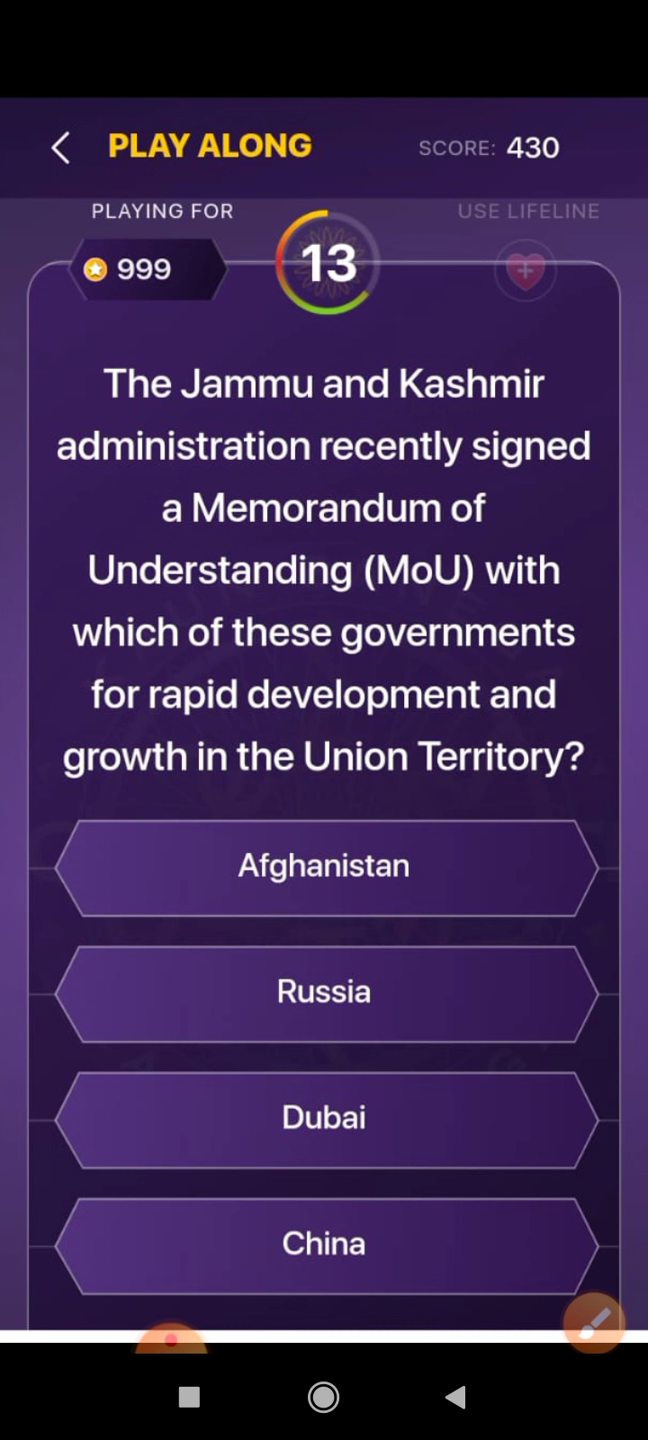 PLAY ALONG
SCORE: 430
PLAYING FOR
USE LIFELINE
999
13
The Jammu and Kashmir
administration recently signed
a Memorandum of
Understanding (MoU) with
which of these governments
for rapid development and
growth in the Union Territory?
Afghanistan
Russia
Dubai
China